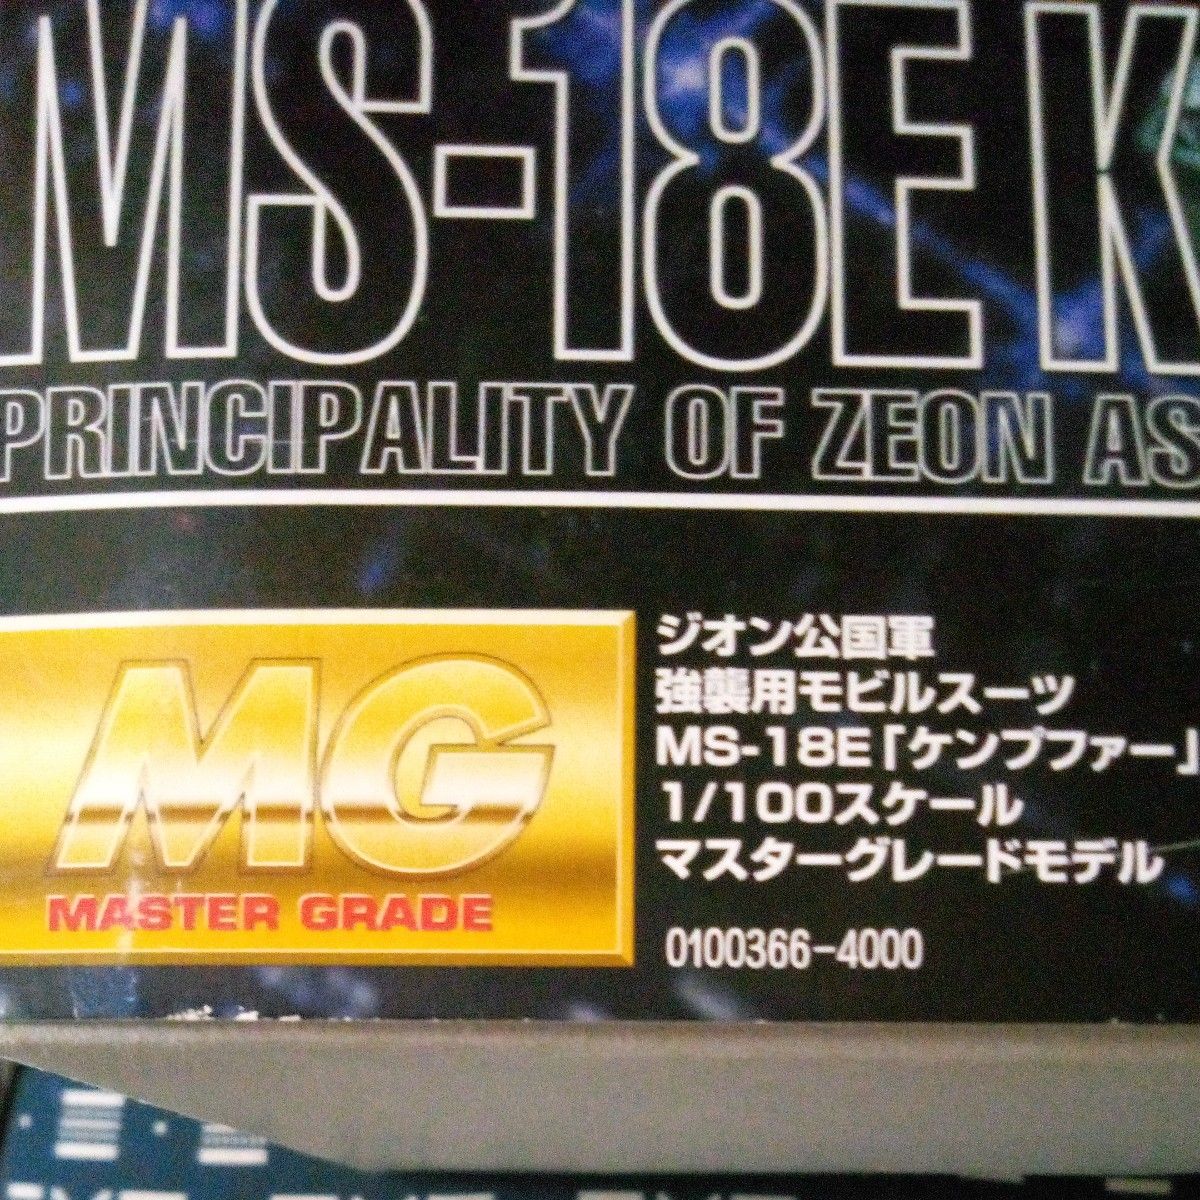 MS-18E K
PRINCIPALITY OF ZEON AS
MG
MASTER GRADE
ジオン公国軍
強襲用モビルスーツ
MS-18E「ケンプファー」
1/100スケール
マスターグレードモデル
0100366-4000